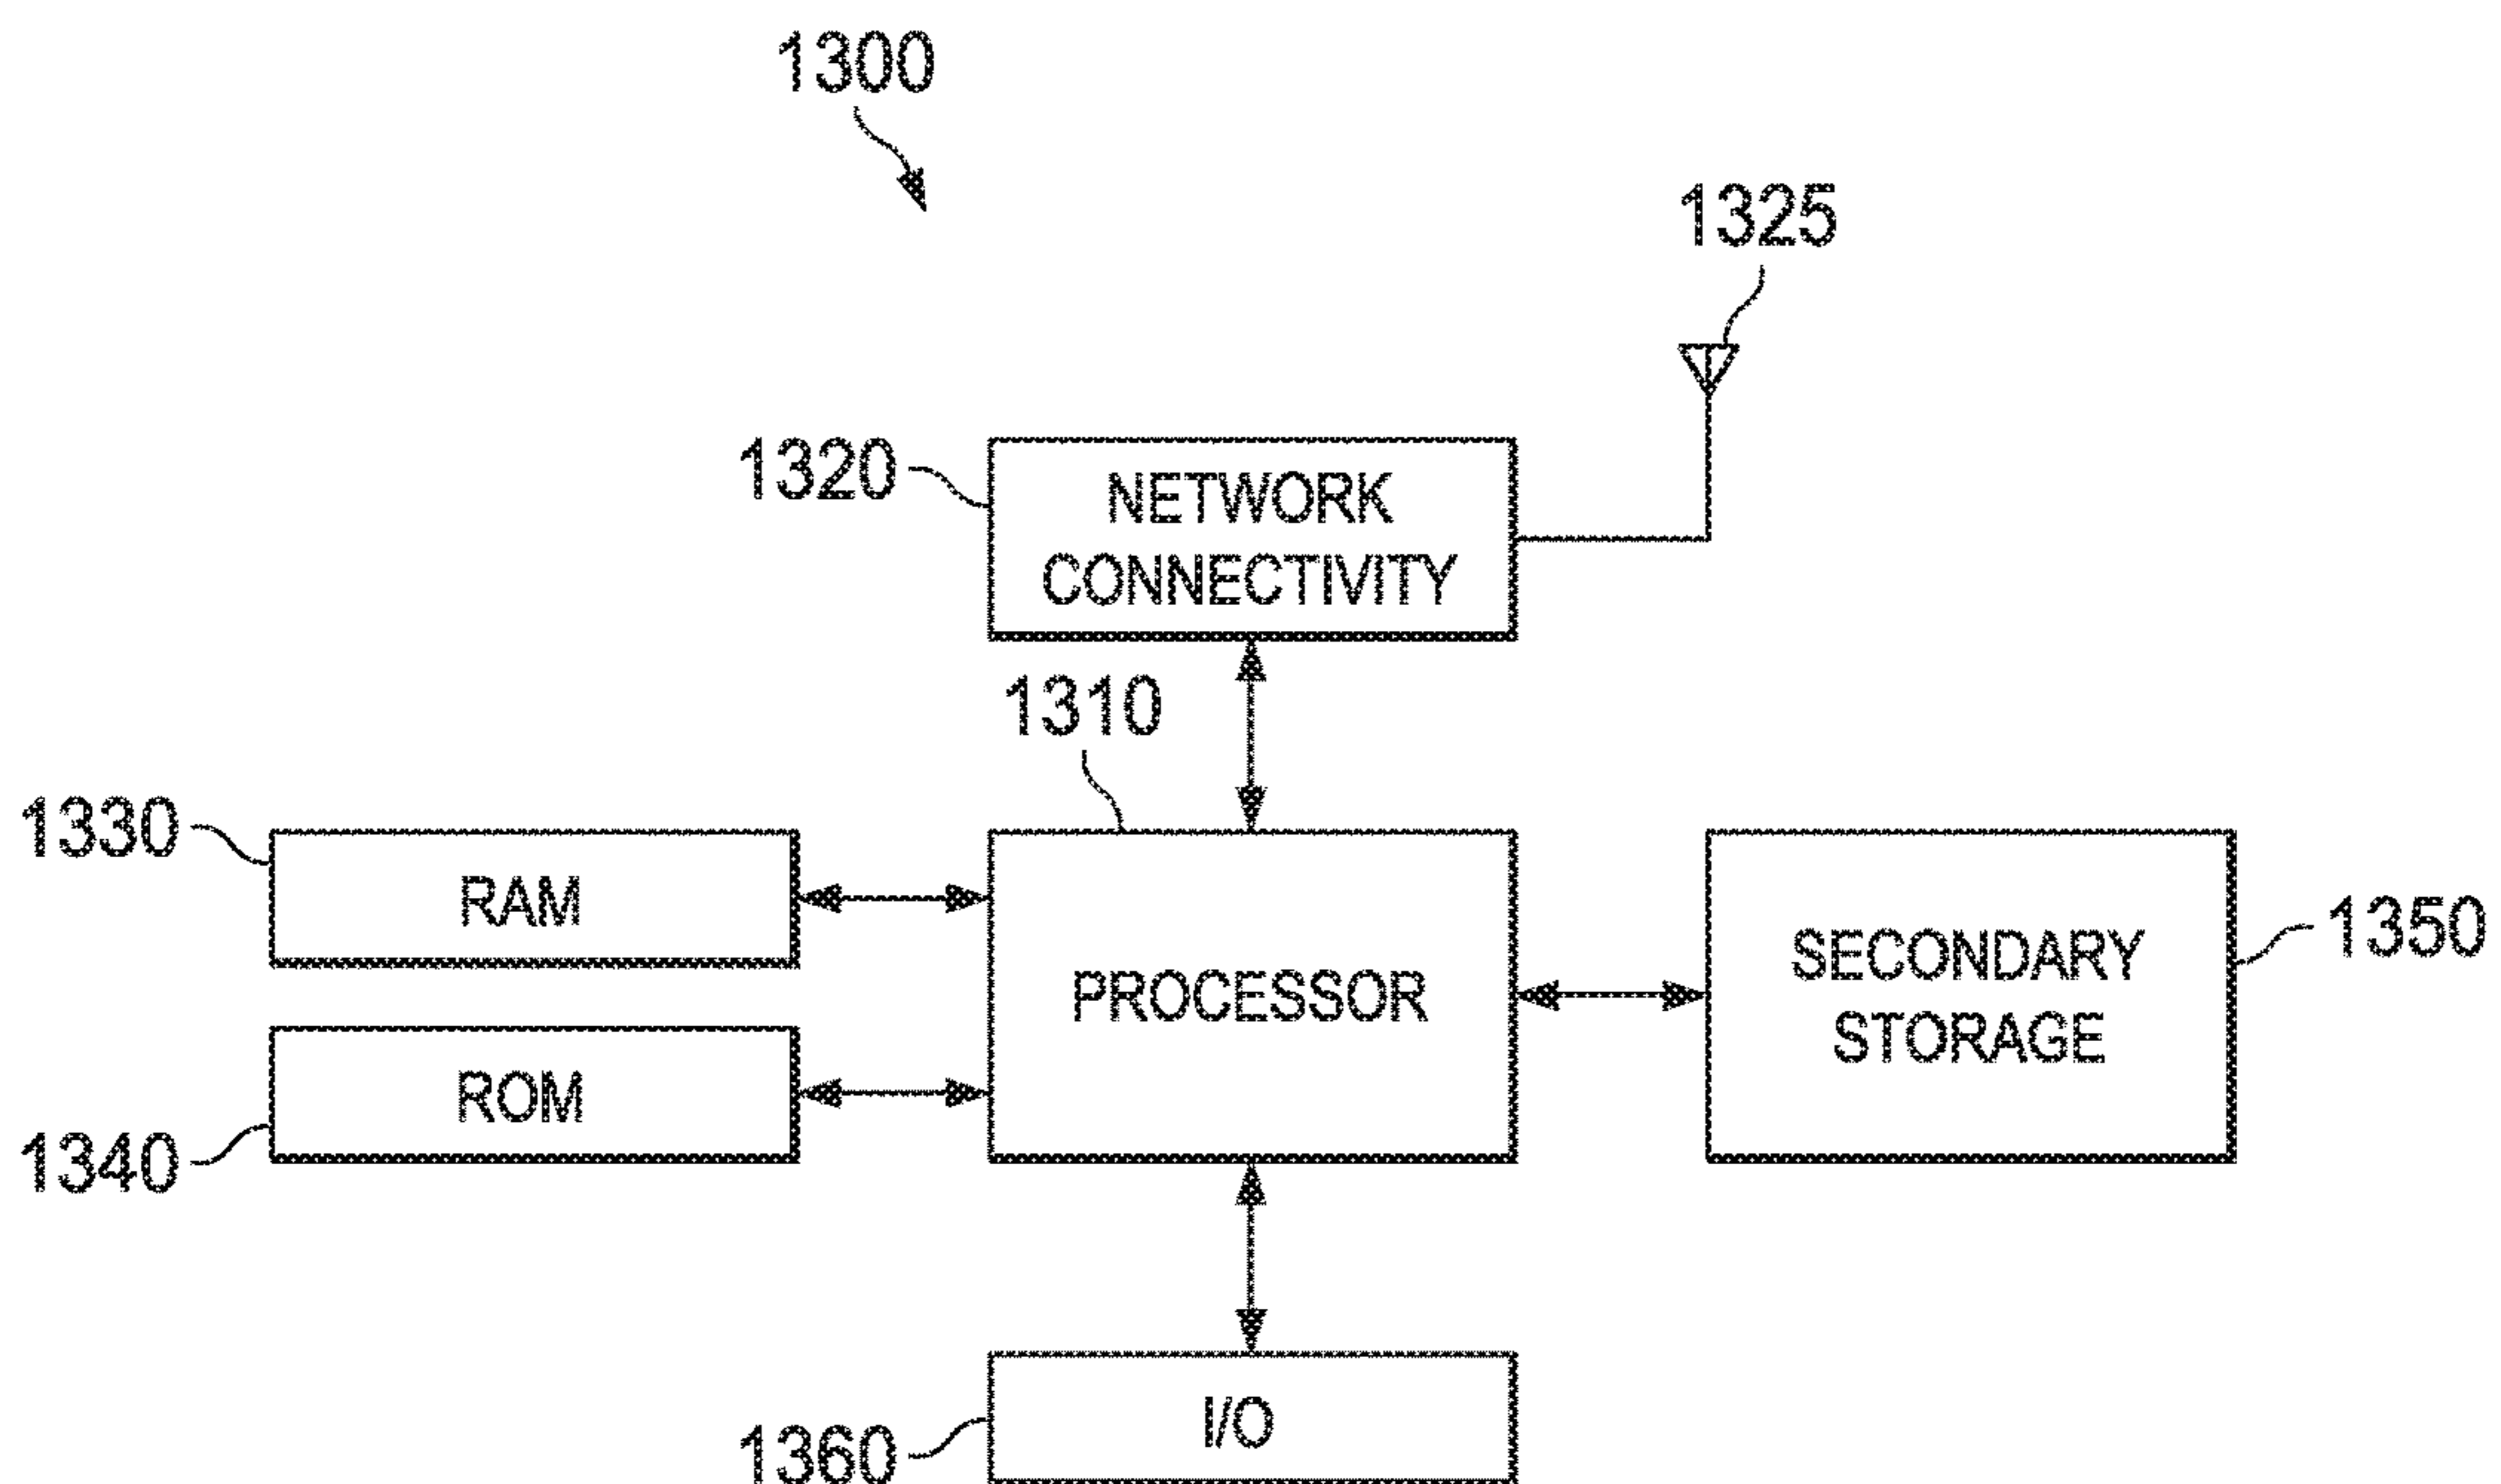 1300
1325
1320
NETWORK
CONNECTIVITY
1310
1330
RAM
PROCESSOR
SECONDARY
STORAGE
1350
ROM
1340
I/O
1360